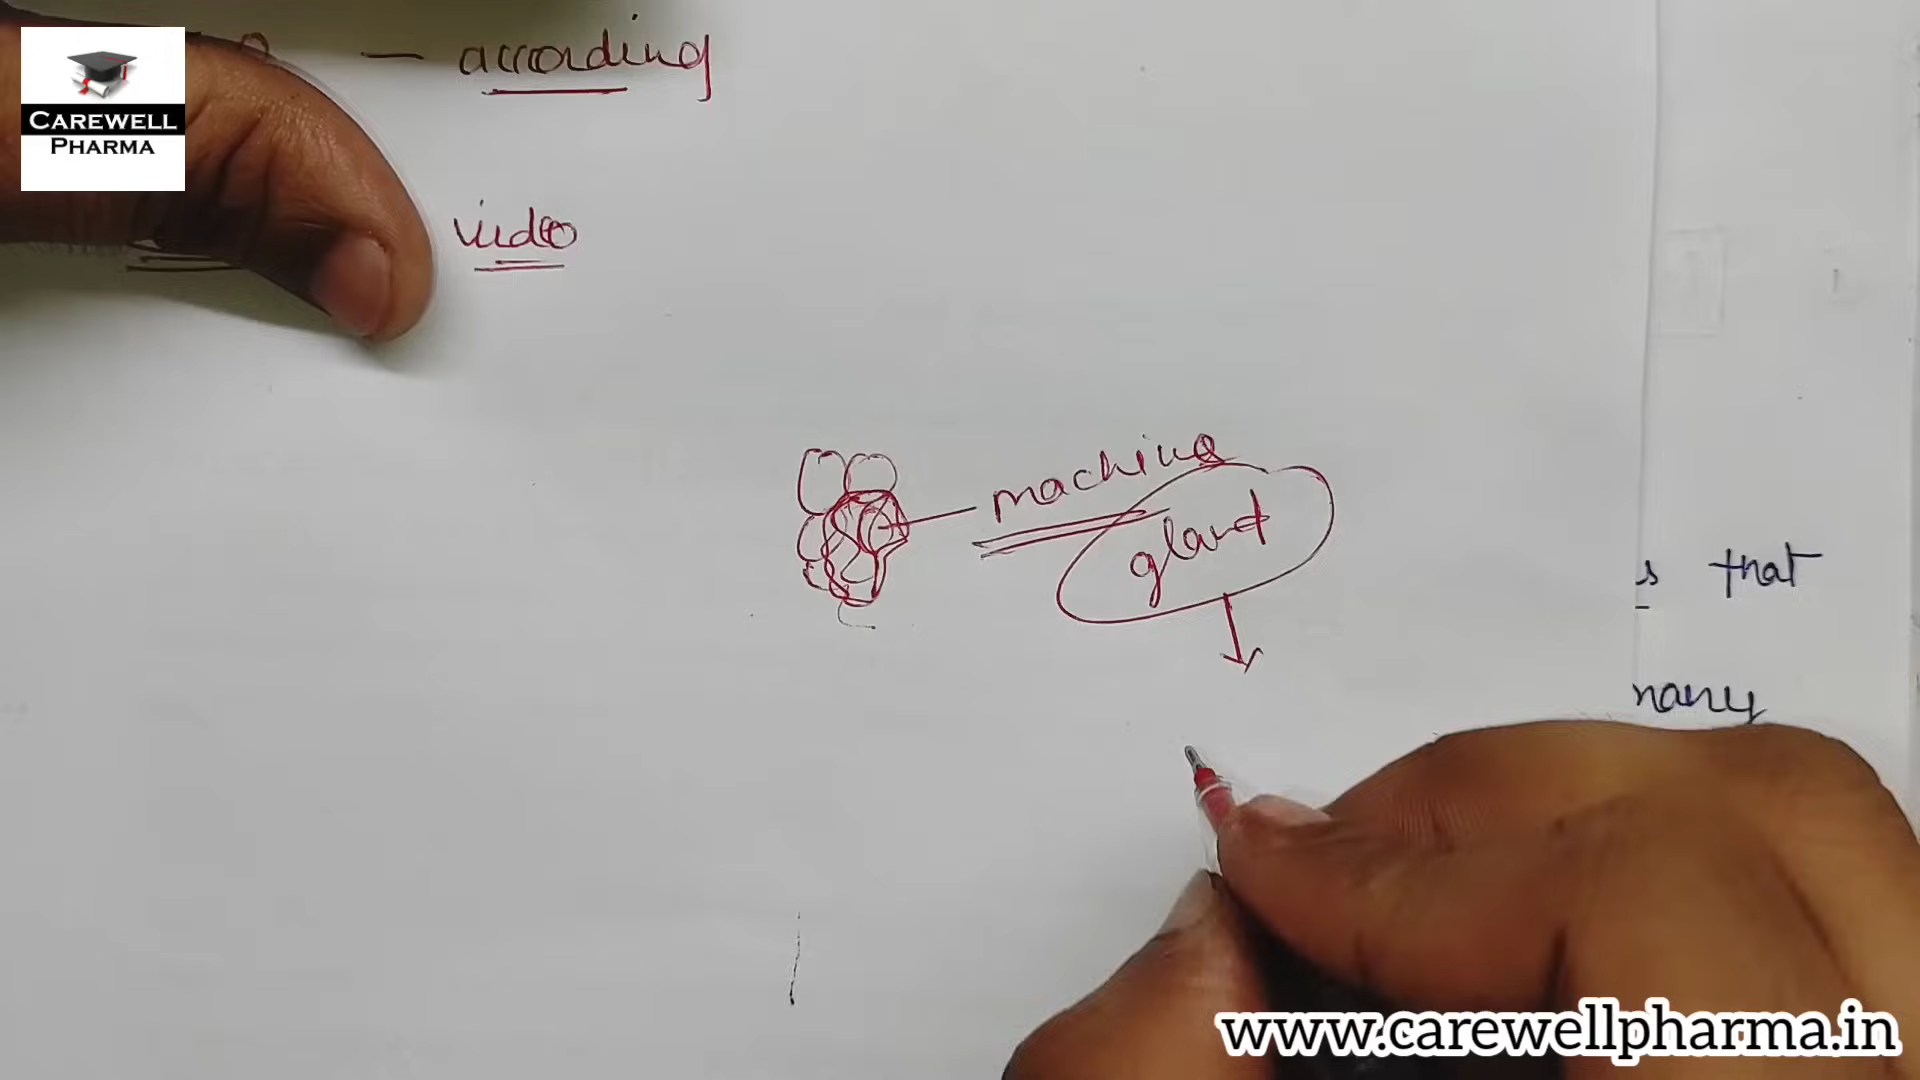 CAREWELL
PHARMA
— according
video
machine
gland
s that
many
www.carewellpharma.in